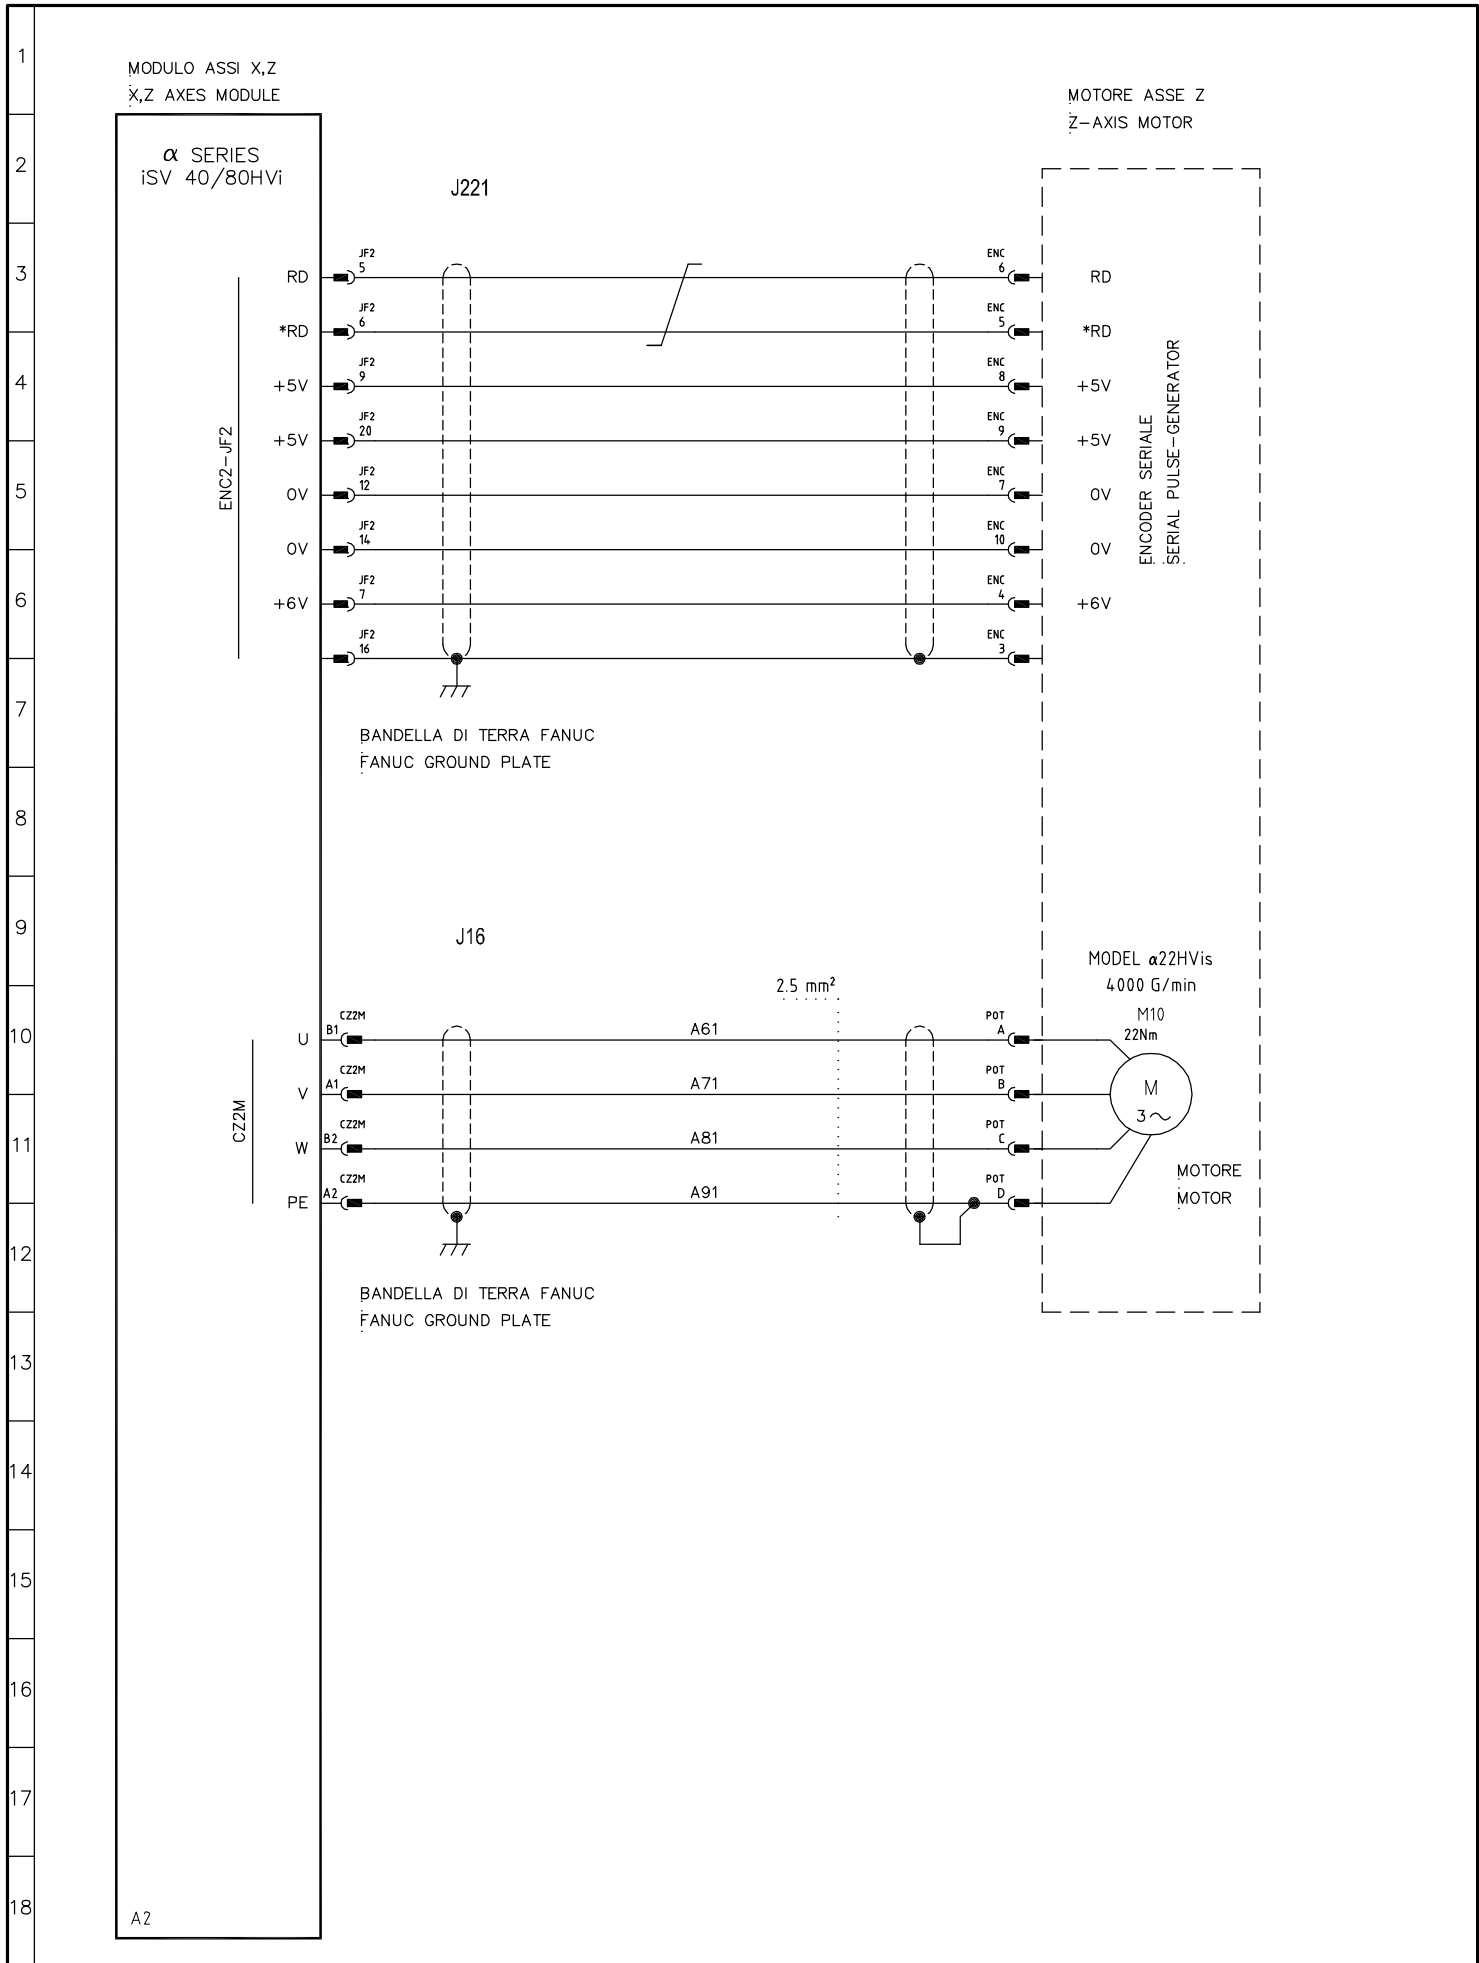 1
MODULO ASSI X,Z
X,Z AXES MODULE
MOTORE ASSE Z
Z-AXIS MOTOR
2
α SERIES
iSV 40/80HVi
J221
3
RD
JF2
5
ENC
6
RD
*RD
JF2
6
ENC
5
*RD
4
+5V
JF2
9
ENC
8
+5V
+5V
JF2
20
ENC
9
+5V
ENC2-JF2
ENCODER SERIALE
SERIAL PULSE-GENERATOR
5
0V
JF2
12
ENC
7
0V
0V
JF2
14
ENC
10
0V
6
+6V
JF2
7
ENC
4
+6V
JF2
16
ENC
3
7
BANDELLA DI TERRA FANUC
FANUC GROUND PLATE
8
9
J16
MODEL α22HVis
4000 G/min
2.5 mm²
M10
22Nm
10
U
B1
CZ2M
A61
POT
A
V
A1
CZ2M
A71
POT
B
M
3~
CZ2M
11
W
B2
CZ2M
A81
POT
C
PE
A2
CZ2M
A91
POT
D
MOTORE
MOTOR
12
BANDELLA DI TERRA FANUC
FANUC GROUND PLATE
13
14
15
16
17
18
A2